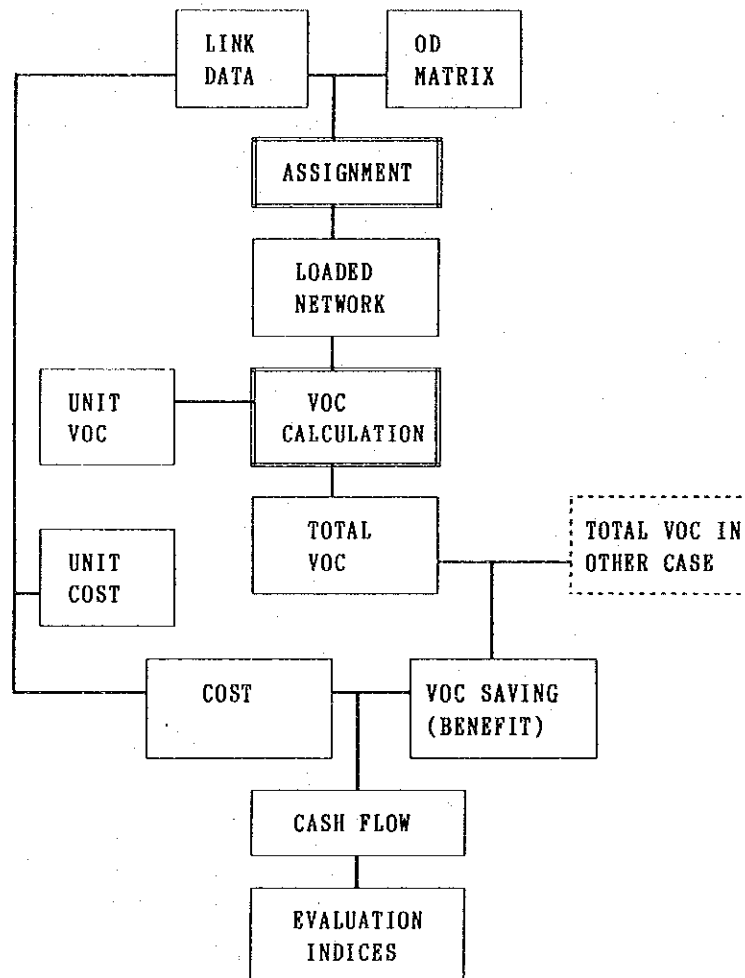 LINK
DATA
OD
MATRIX
ASSIGNMENT
LOADED
NETWORK
UNIT
VOC
VOC
CALCULATION
TOTAL
VOC
TOTAL VOC IN
OTHER CASE
UNIT
COST
COST
VOC SAVING
(BENEFIT)
CASH FLOW
EVALUATION
INDICES